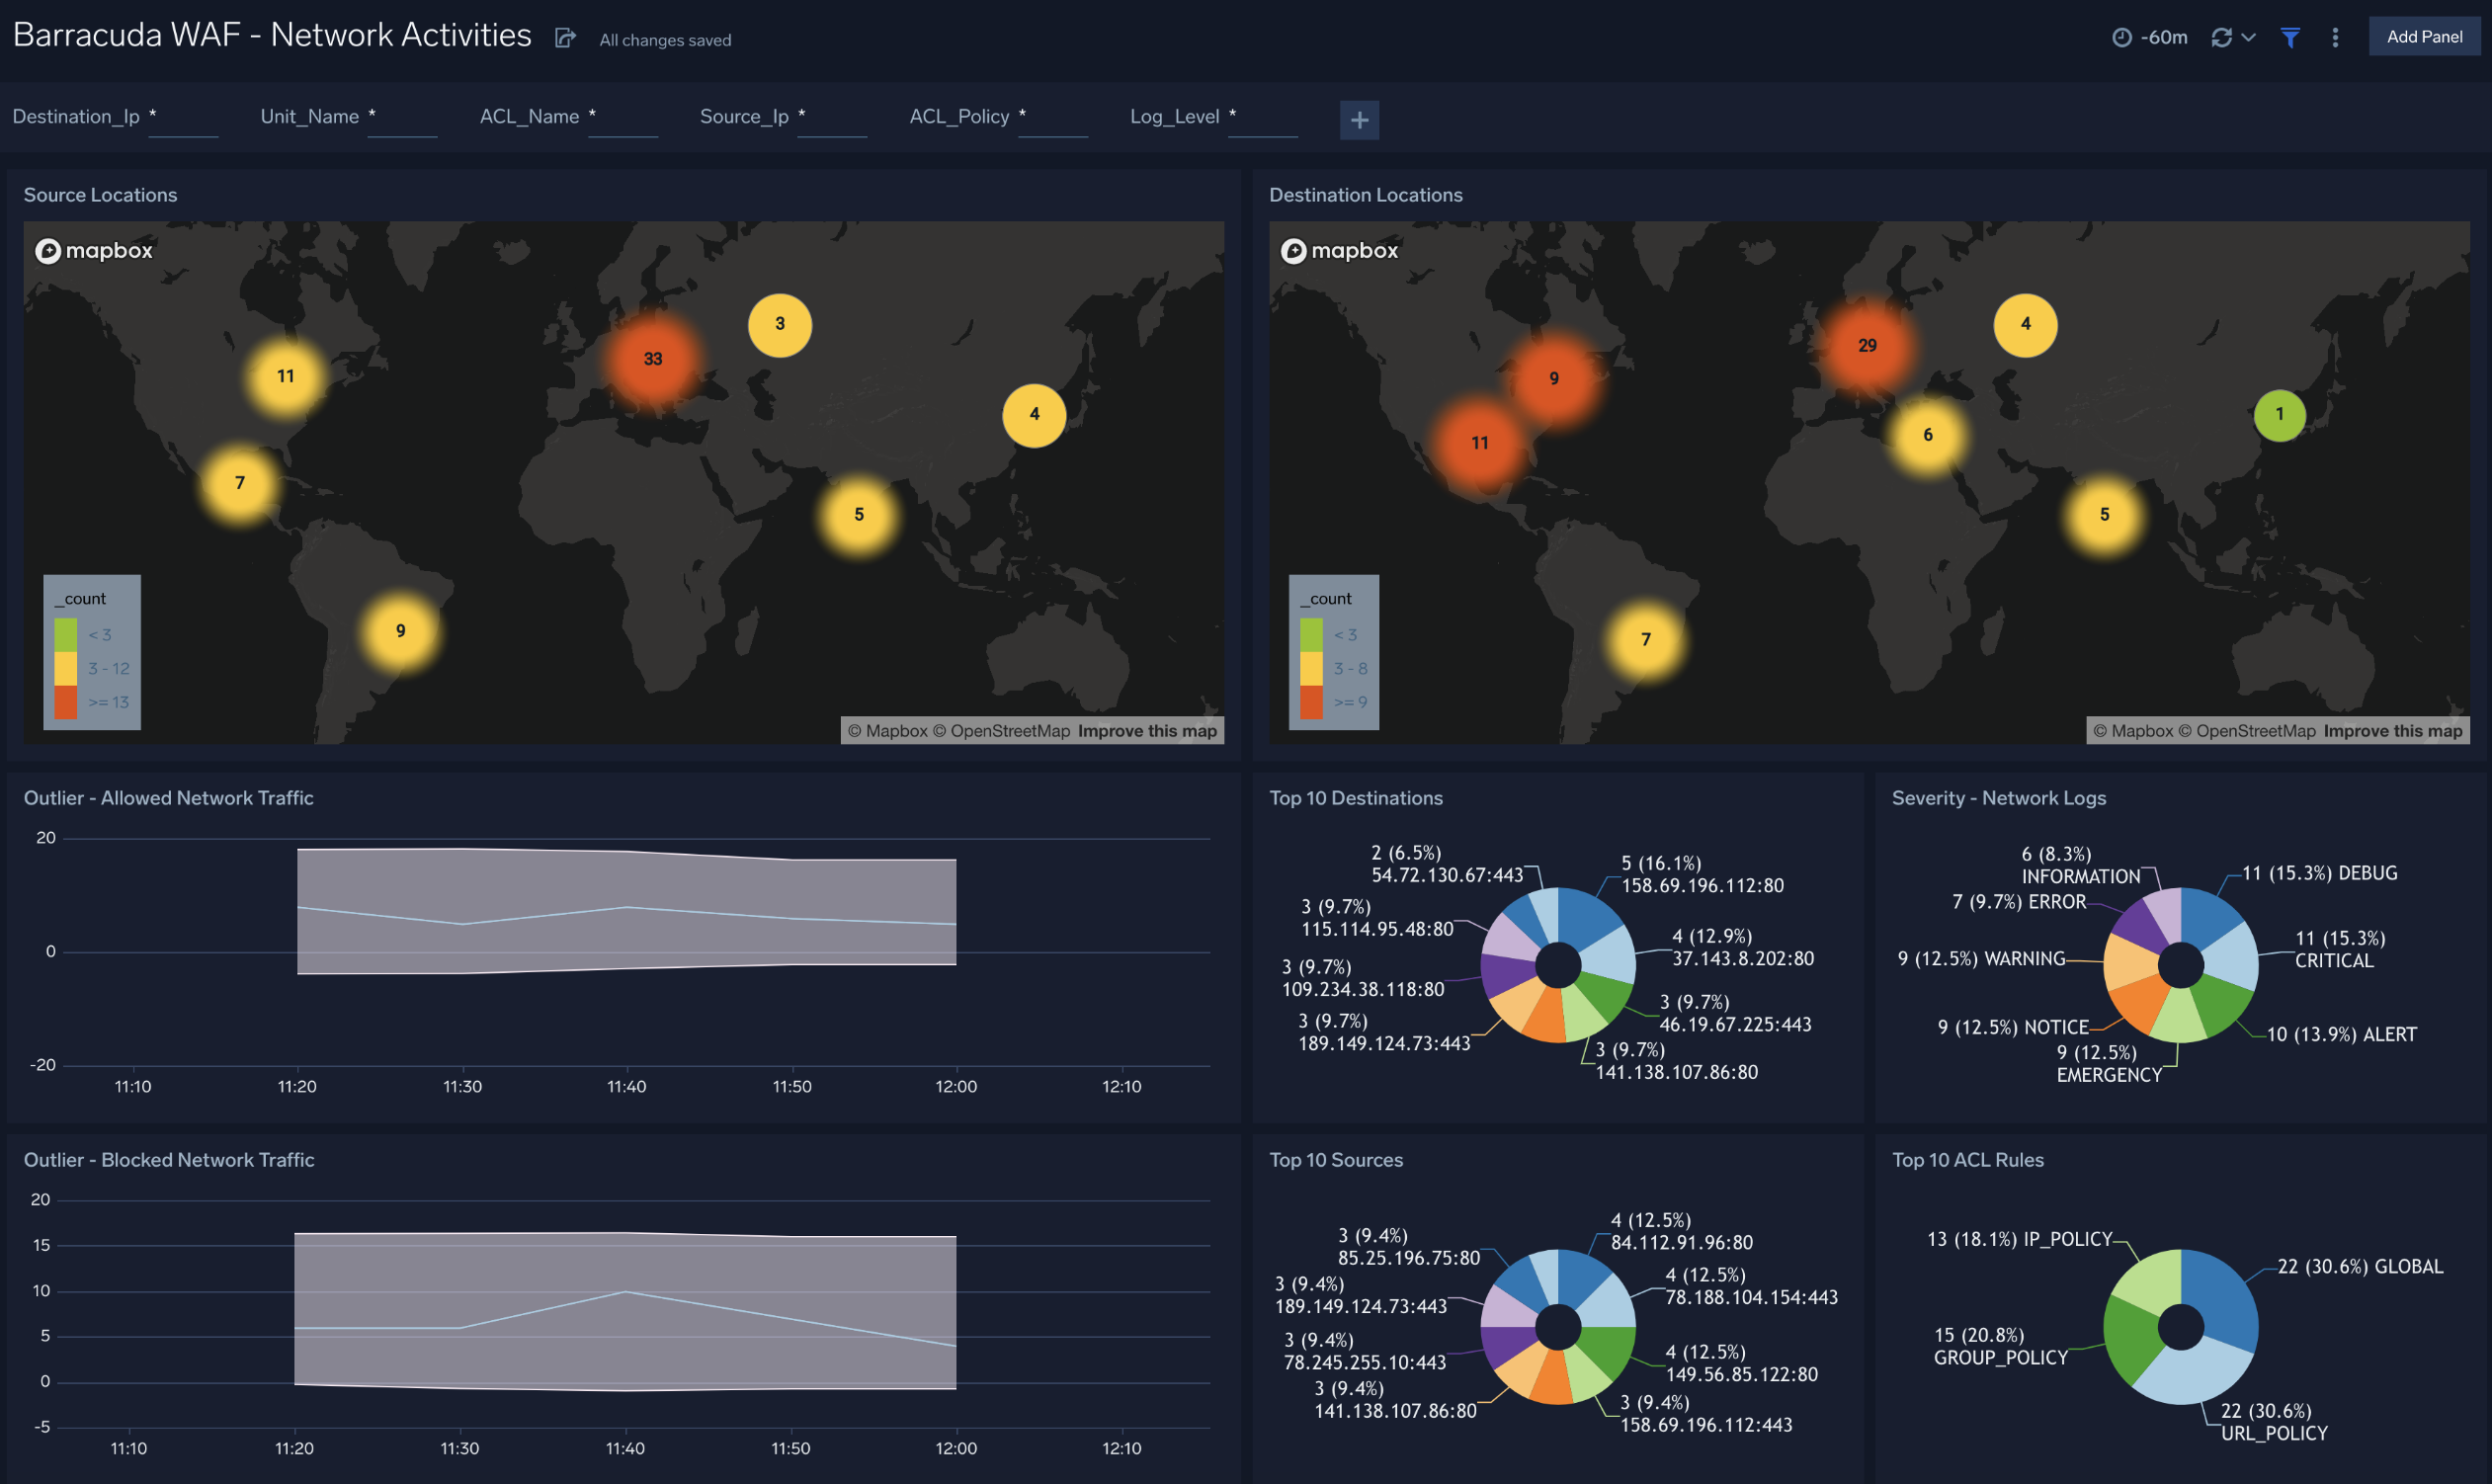 Barracuda WAF - Network Activities
All changes saved
-60m
Add Panel
Destination_Ip *
Unit_Name *
ACL_Name *
Source_Ip *
ACL_Policy *
Log_Level *
+
Source Locations
mapbox
3
33
11
4
7
5
9
_count
< 3
3 - 12
>= 13
© Mapbox © OpenStreetMap Improve this map
Destination Locations
mapbox
4
29
9
1
6
11
5
7
_count
< 3
3 - 8
>= 9
© Mapbox © OpenStreetMap Improve this map
Outlier - Allowed Network Traffic
20
0
-20
11:10 11:20 11:30 11:40 11:50 12:00 12:10
Top 10 Destinations
2 (6.5%)
54.72.130.67:443
5 (16.1%)
158.69.196.112:80
3 (9.7%)
115.114.95.48:80
4 (12.9%)
37.143.8.202:80
3 (9.7%)
109.234.38.118:80
3 (9.7%)
46.19.67.225:443
3 (9.7%)
189.149.124.73:443
3 (9.7%)
141.138.107.86:80
Severity - Network Logs
6 (8.3%)
INFORMATION
11 (15.3%) DEBUG
7 (9.7%) ERROR
11 (15.3%)
CRITICAL
9 (12.5%) WARNING
9 (12.5%) NOTICE
10 (13.9%) ALERT
9 (12.5%)
EMERGENCY
Outlier - Blocked Network Traffic
20
15
10
5
0
-5
11:10 11:20 11:30 11:40 11:50 12:00 12:10
Top 10 Sources
4 (12.5%)
84.112.91.96:80
3 (9.4%)
85.25.196.75:80
4 (12.5%)
78.188.104.154:443
3 (9.4%)
189.149.124.73:443
3 (9.4%)
78.245.255.10:443
4 (12.5%)
149.56.85.122:80
3 (9.4%)
141.138.107.86:80
3 (9.4%)
158.69.196.112:443
Top 10 ACL Rules
13 (18.1%) IP_POLICY
22 (30.6%) GLOBAL
15 (20.8%)
GROUP_POLICY
22 (30.6%)
URL_POLICY